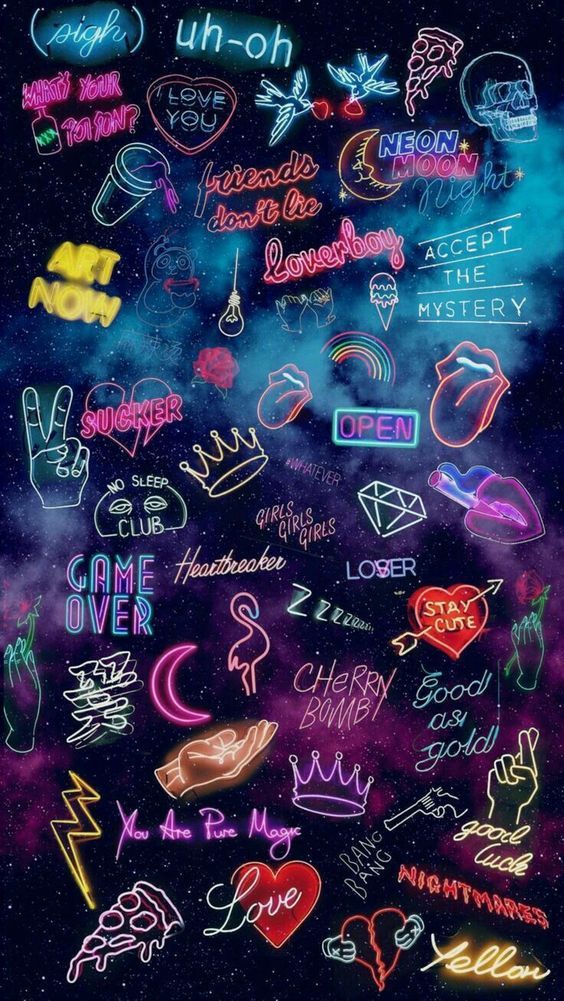 (sigh)
uh-oh
WHAT'S YOUR
POISON?
I LOVE
YOU
friends
don't lie
NEON
MOON
Night
ART
NOW
Loverboy
ACCEPT
THE
MYSTERY
SUCKER
OPEN
NO SLEEP
CLUB
#WHATEVER
GIRLS
GIRLS
GIRLS
GAME
OVER
Heartbreaker
LOSER
Zzzzzzz
STAY
CUTE
CHERRY
BOMB!
Good
as
gold
You Are Pure Magic
good
luck
BANG
BANG
NIGHTMARES
Love
Yellow